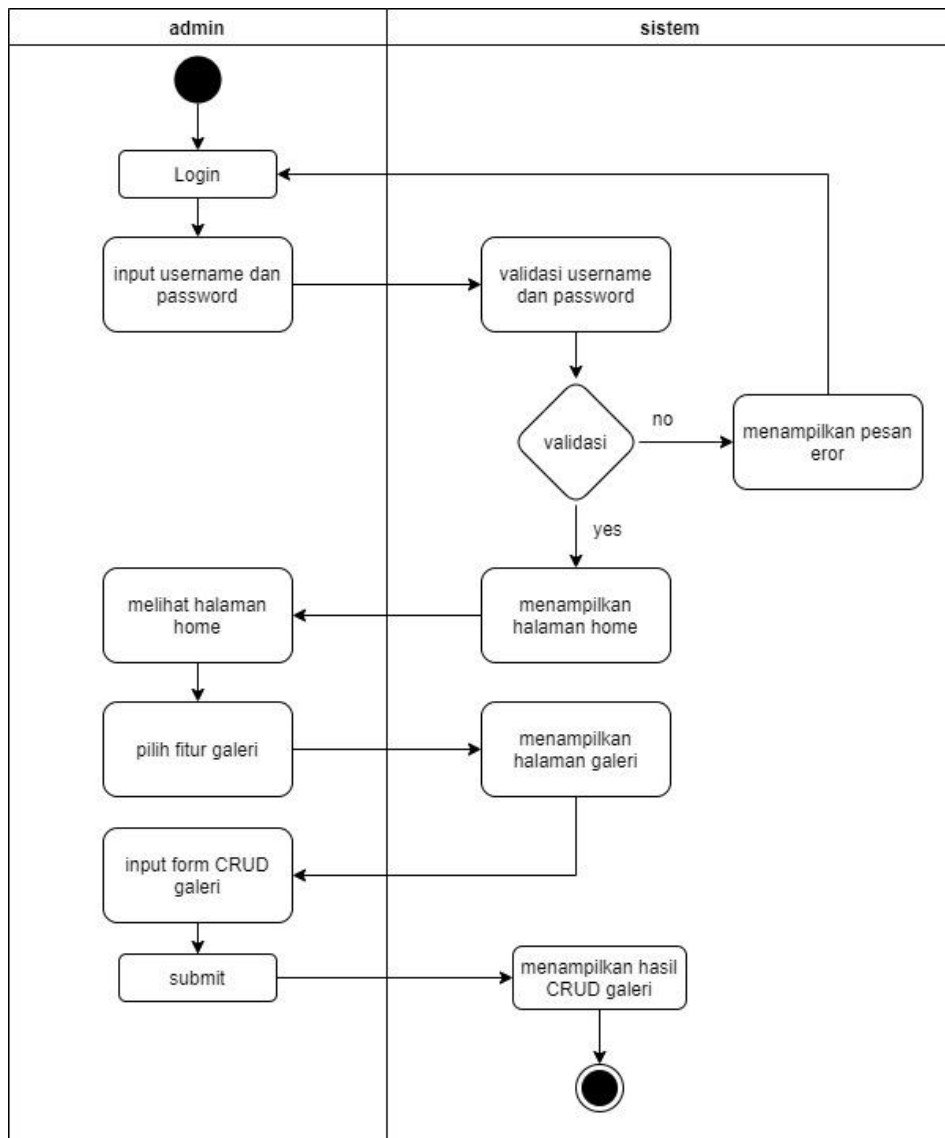 admin
sistem
Login
input username dan
password
validasi username
dan password
validasi
no
menampilkan pesan
eror
yes
melihat halaman
home
menampilkan
halaman home
pilih fitur galeri
menampilkan
halaman galeri
input form CRUD
galeri
submit
menampilkan hasil
CRUD galeri